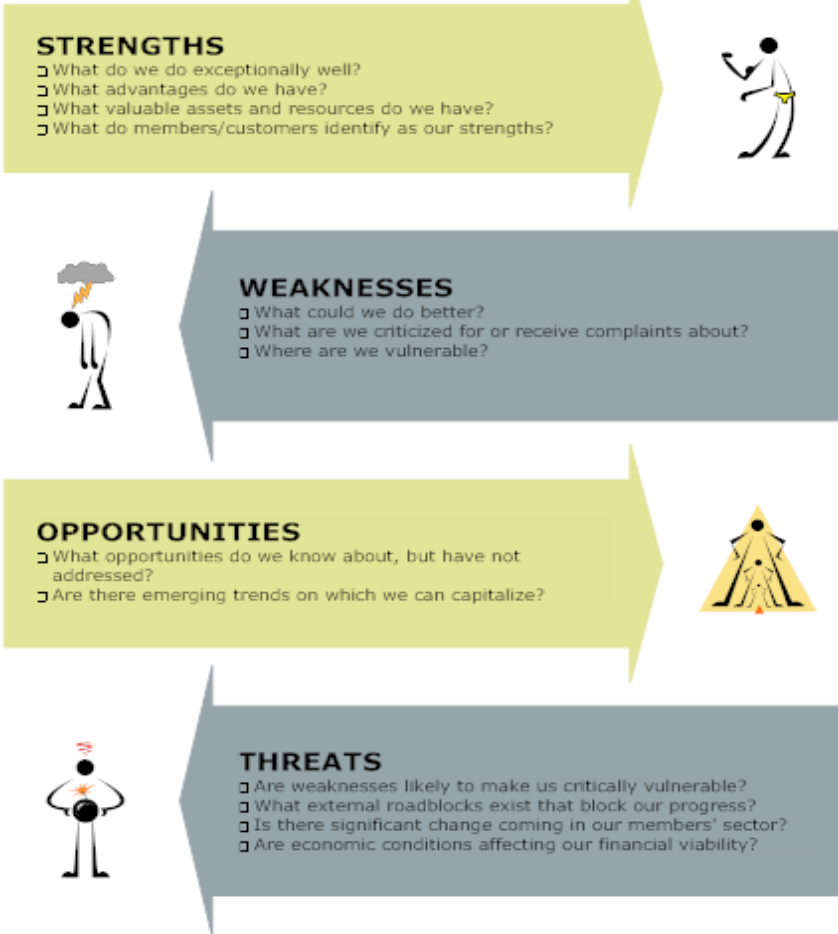 STRENGTHS
What do we do exceptionally well?
What advantages do we have?
What valuable assets and resources do we have?
What do members/customers identify as our strengths?
WEAKNESSES
What could we do better?
What are we criticized for or receive complaints about?
Where are we vulnerable?
OPPORTUNITIES
What opportunities do we know about, but have not
addressed?
Are there emerging trends on which we can capitalize?
THREATS
Are weaknesses likely to make us critically vulnerable?
What external roadblocks exist that block our progress?
Is there significant change coming in our members' sector?
Are economic conditions affecting our financial viability?